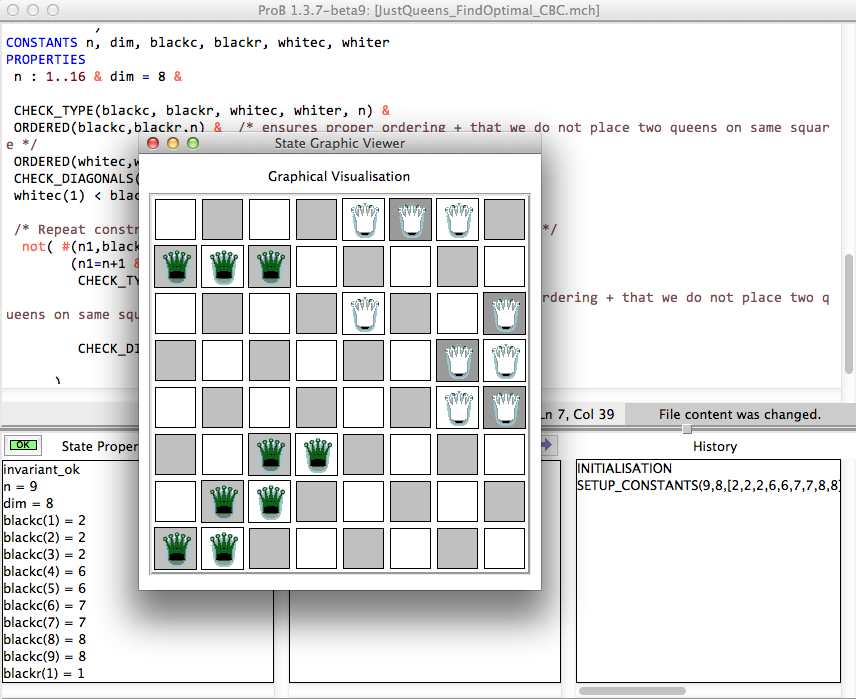 ProB 1.3.7-beta9: [JustQueens_FindOptimal_CBC.mch]
CONSTANTS n, dim, blackc, blackr, whitec, whiter
PROPERTIES
n : 1..16 & dim = 8 &
CHECK_TYPE(blackc, blackr, whitec, whiter, n) &
ORDERED(blackc,blackr,n) & /* ensures proper ordering + that we do not place two queens on same squar
e */
ORDERED(whitec,w
CHECK_DIAGONALS(
whitec(1) < blac
/* Repeat constr */
not( #(n1,black
(n1=n+1 &
CHECK_TY
rdering + that we do not place two q
ueens on same squ
CHECK_DI
)
State Graphic Viewer
Graphical Visualisation
Ln 7, Col 39
File content was changed.
OK
State Proper
History
invariant_ok
n = 9
dim = 8
blackc(1) = 2
blackc(2) = 2
blackc(3) = 2
blackc(4) = 6
blackc(5) = 6
blackc(6) = 7
blackc(7) = 7
blackc(8) = 8
blackc(9) = 8
blackr(1) = 1
INITIALISATION
SETUP_CONSTANTS(9,8,[2,2,2,6,6,7,7,8,8]